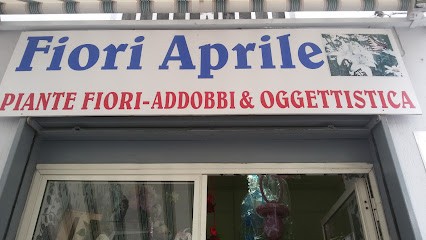 Fiori Aprile
PIANTE FIORI-ADDOBBI & OGGETTISTICA